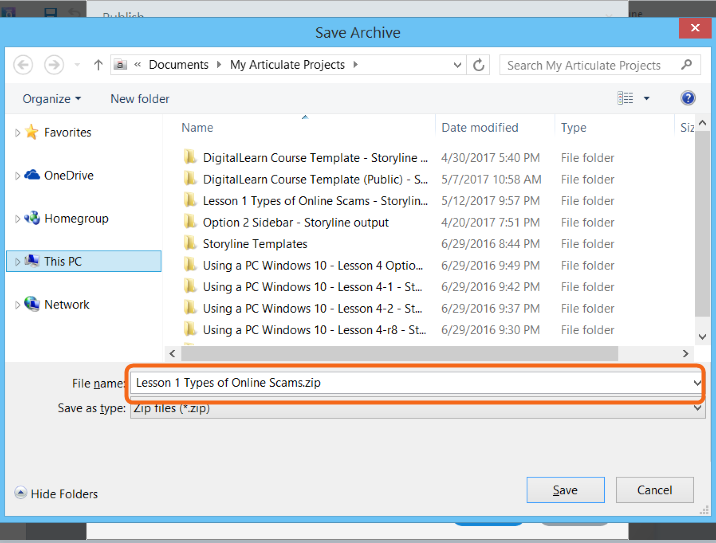 Publish
Save Archive
« Documents My Articulate Projects
Search My Articulate Projects
Organize New folder
Name Date modified Type Siz
Favorites
OneDrive
Homegroup
This PC
Network
DigitalLearn Course Template - Storyline ... 4/30/2017 5:40 PM File folder
DigitalLearn Course Template (Public) - S... 5/7/2017 10:58 AM File folder
Lesson 1 Types of Online Scams - Storylin... 5/12/2017 9:57 PM File folder
Option 2 Sidebar - Storyline output 4/20/2017 7:51 PM File folder
Storyline Templates 6/29/2016 8:44 PM File folder
Using a PC Windows 10 - Lesson 4 Optio... 6/29/2016 9:49 PM File folder
Using a PC Windows 10 - Lesson 4-1 - St... 6/29/2016 9:42 PM File folder
Using a PC Windows 10 - Lesson 4-2 - St... 6/29/2016 9:37 PM File folder
Using a PC Windows 10 - Lesson 4-r8 - St... 6/29/2016 9:30 PM File folder
File name: Lesson 1 Types of Online Scams.zip
Save as type: Zip files (*.zip)
Hide Folders
Save Cancel